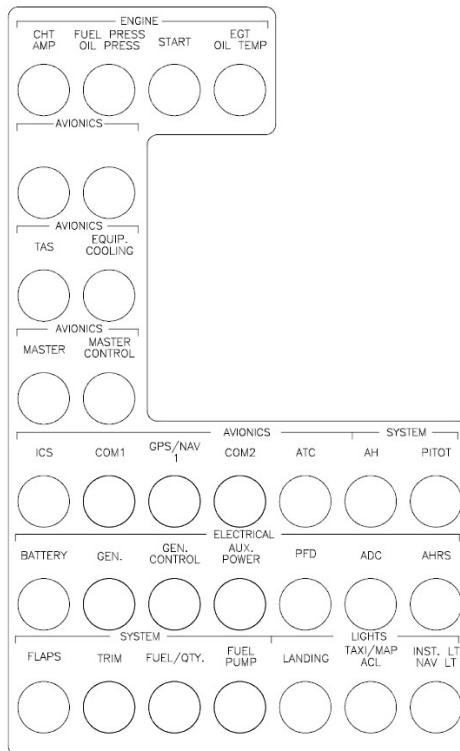 ENGINE
CHT AMP
FUEL PRESS OIL PRESS
START
EGT OIL TEMP
AVIONICS
AVIONICS
TAS
EQUIP. COOLING
AVIONICS
MASTER
MASTER CONTROL
AVIONICS
SYSTEM
ICS
COM1
GPS/NAV 1
COM2
ATC
AH
PITOT
ELECTRICAL
BATTERY
GEN.
GEN. CONTROL
AUX. POWER
PFD
ADC
AHRS
SYSTEM
LIGHTS
FLAPS
TRIM
FUEL/QTY.
FUEL PUMP
LANDING
TAXI/MAP ACL
INST. LT NAV LT